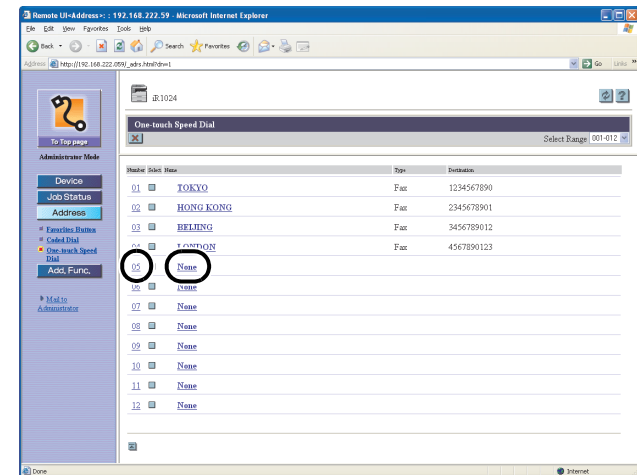 Remote UI<Address>: : 192.168.222.59 - Microsoft Internet Explorer
File Edit View Favorites Tools Help
Back Search Favorites
Address http://192.168.222.059/_adrs.html?drw=1 Go Links »
iR1024
To Top page
One-touch Speed Dial
Select Range 001-012
Administrator Mode
Device
Job Status
Address
Favorites Button
Coded Dial
One-touch Speed Dial
Add. Func.
Mail to Administrator
Number Select Name Type Destination
01 TOKYO Fax 1234567890
02 HONG KONG Fax 2345678901
03 BEIJING Fax 3456789012
04 LONDON Fax 4567890123
05 None
06 None
07 None
08 None
09 None
10 None
11 None
12 None
Done Internet